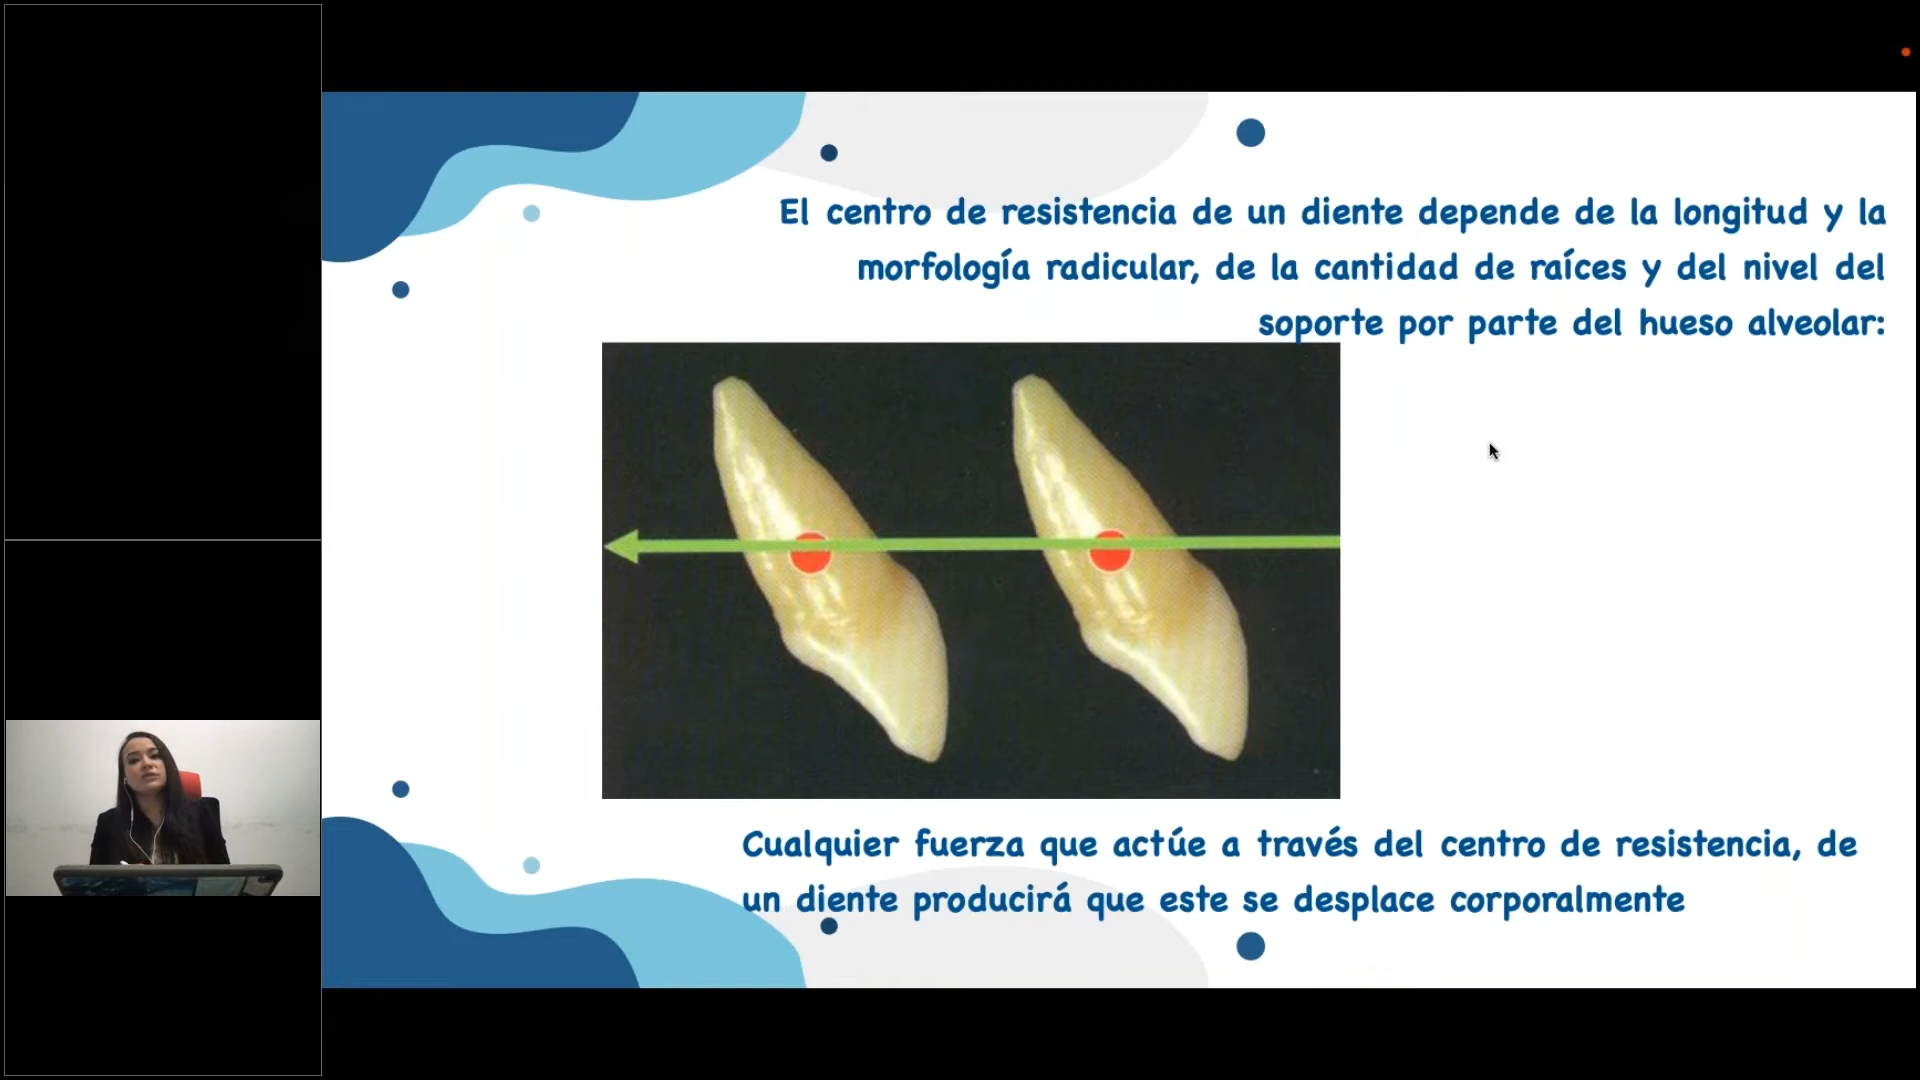 El centro de resistencia de un diente depende de la longitud y la
morfología radicular, de la cantidad de raíces y del nivel del
soporte por parte del hueso alveolar:
Cualquier fuerza que actúe a través del centro de resistencia, de
un diente producirá que este se desplace corporalmente